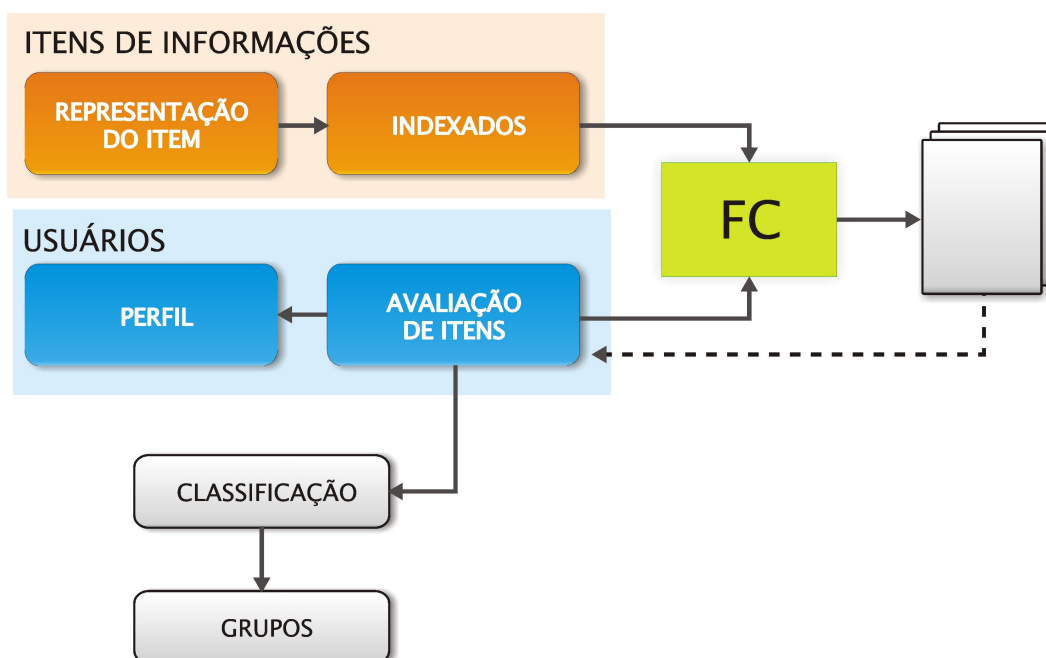 ITENS DE INFORMAÇÕES
REPRESENTAÇÃO
DO ITEM
INDEXADOS
FC
USUÁRIOS
PERFIL
AVALIAÇÃO
DE ITENS
CLASSIFICAÇÃO
GRUPOS